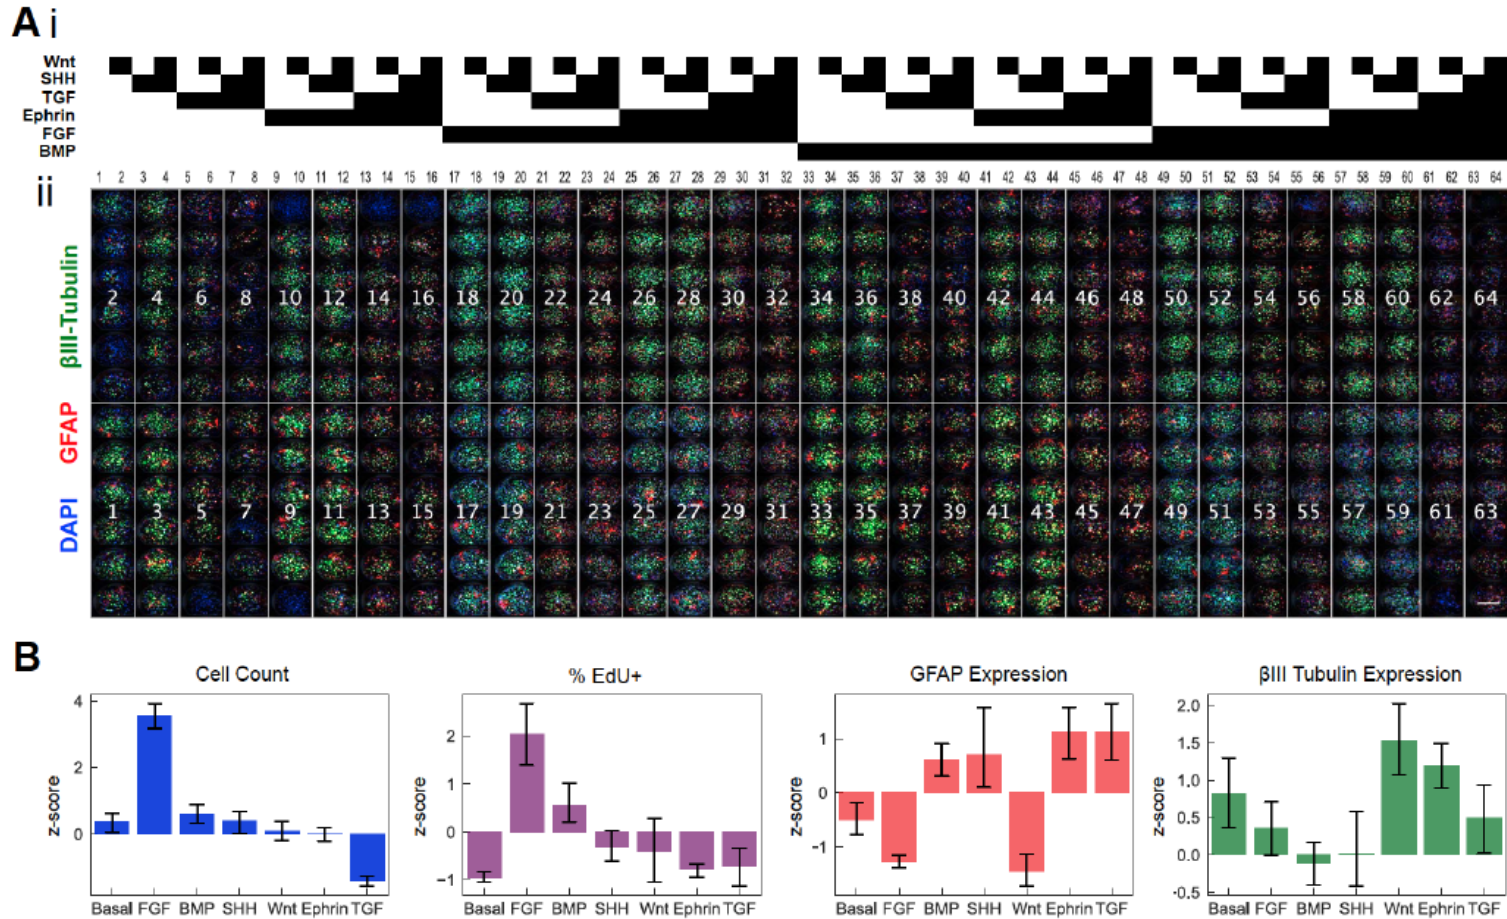 A i
Wnt
SHH
TGF
Ephrin
FGF
BMP
ii
1 2 3 4 5 6 7 8 9 10 11 12 13 14 15 16 17 18 19 20 21 22 23 24 25 26 27 28 29 30 31 32 33 34 35 36 37 38 39 40 41 42 43 44 45 46 47 48 49 50 51 52 53 54 55 56 57 58 59 60 61 62 63 64
βIII-Tubulin
2 4 6 8 10 12 14 16 18 20 22 24 26 28 30 32 34 36 38 40 42 44 46 48 50 52 54 56 58 60 62 64
GFAP
DAPI
1 3 5 7 9 11 13 15 17 19 21 23 25 27 29 31 33 35 37 39 41 43 45 47 49 51 53 55 57 59 61 63
B
Cell Count
z-score
4
2
0
Basal FGF BMP SHH Wnt Ephrin TGF
% EdU+
z-score
2
1
0
−1
Basal FGF BMP SHH Wnt Ephrin TGF
GFAP Expression
z-score
1
0
−1
Basal FGF BMP SHH Wnt Ephrin TGF
βIII Tubulin Expression
z-score
2.0
1.5
1.0
0.5
0.0
-0.5
Basal FGF BMP SHH Wnt Ephrin TGF